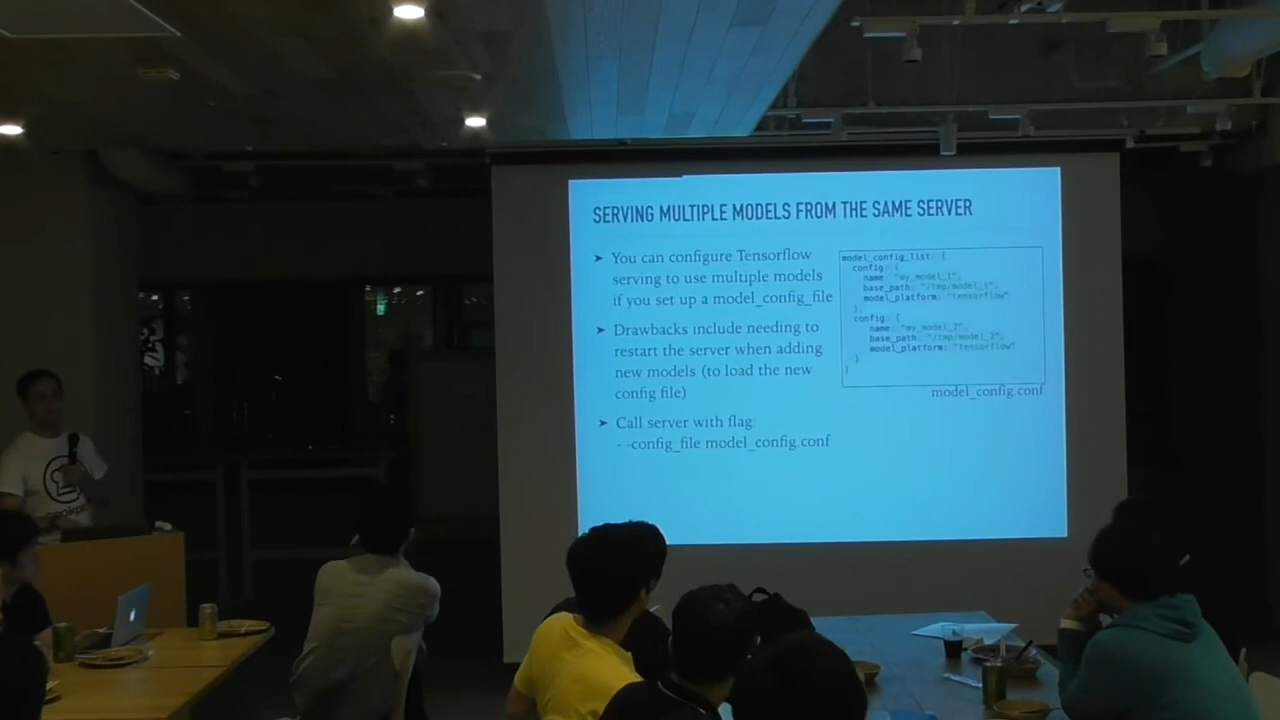 SERVING MULTIPLE MODELS FROM THE SAME SERVER
➤ You can configure Tensorflow
serving to use multiple models
if you set up a model_config_file
➤ Drawbacks include needing to
restart the server when adding
new models (to load the new
config file)
➤ Call server with flag:
--config_file model_config.conf
model_config_list: {
config: {
name: "my_model_1",
base_path: "/tmp/model_1",
model_platform: "tensorflow"
},
config: {
name: "my_model_2",
base_path: "/tmp/model_2",
model_platform: "tensorflow"
}
}
model_config.conf